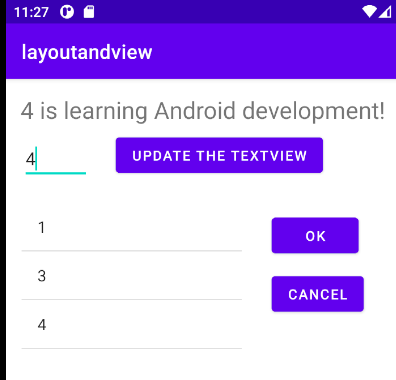 11:27
layoutandview
4 is learning Android development!
4
UPDATE THE TEXTVIEW
1
OK
3
CANCEL
4